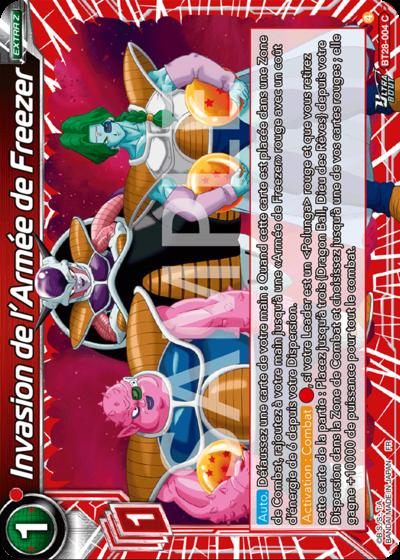 1
Invasion de l'Armée de Freezer
EXTRA Z
1
SAMPLE
Auto Défaussez une carte de votre main : Quand cette carte est placée dans une Zone
de Combat, rajoutez à votre main jusqu'à une «Armée de Freezer» rouge avec un coût
d'énergie de 6 depuis votre Dispersion.
Activation - Combat si votre Leader est un <Polunga> rouge et que vous retirez
cette carte de la partie : Placez jusqu'à trois {Dragon Ball, Dieu des Rêves} depuis votre
Dispersion dans la Zone de Combat et choisissez jusqu'à une de vos cartes rouges ; elle
gagne +10000 de puissance pour tout le combat.
BANDAI MADE IN JAPAN FR
ULTRA BOUT
BT28-004 C